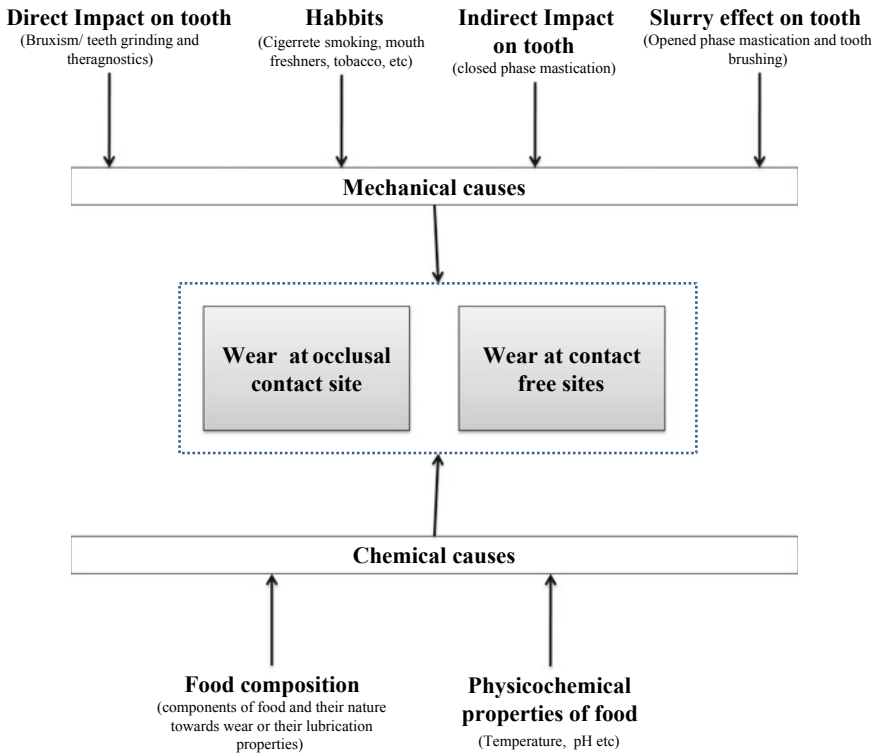 Direct Impact on tooth
(Bruxism/ teeth grinding and
theragnostics)
Habbits
(Cigerrete smoking, mouth
freshners, tobacco, etc)
Indirect Impact
on tooth
(closed phase mastication)
Slurry effect on tooth
(Opened phase mastication and tooth
brushing)
Mechanical causes
Wear at occlusal
contact site
Wear at contact
free sites
Chemical causes
Food composition
(components of food and their nature
towards wear or their lubrication
properties)
Physicochemical
properties of food
(Temperature, pH etc)